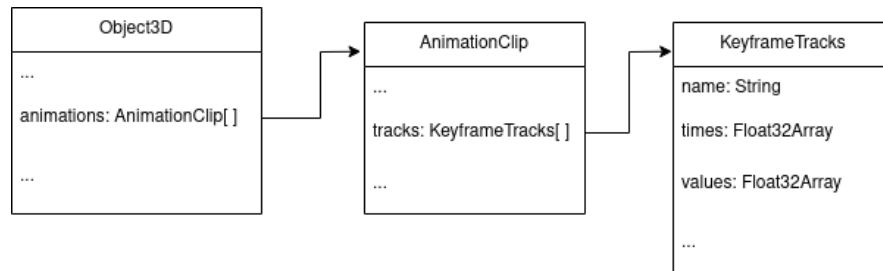 Object3D
...
animations: AnimationClip[ ]
...
AnimationClip
...
tracks: KeyframeTracks[ ]
...
KeyframeTracks
name: String
times: Float32Array
values: Float32Array
...